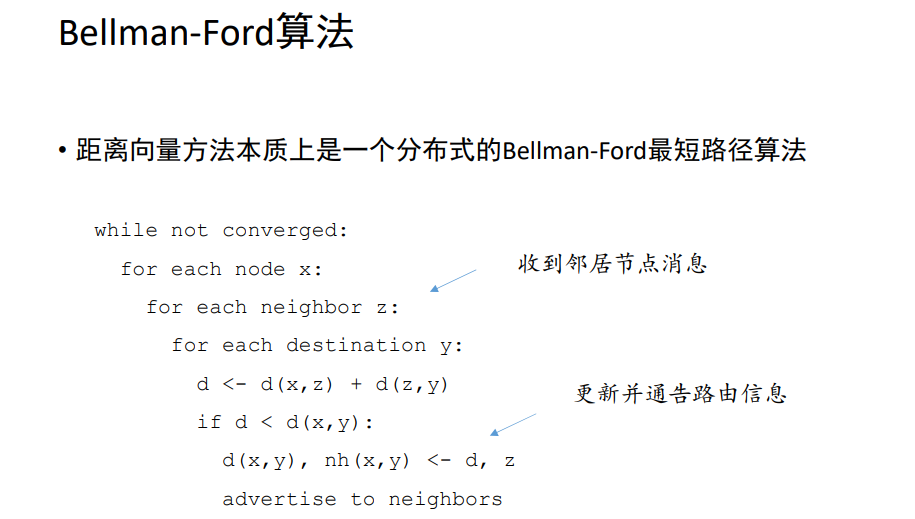 Bellman-Ford算法
• 距离向量方法本质上是一个分布式的Bellman-Ford最短路径算法
while not converged:
for each node x:
收到邻居节点消息
for each neighbor z:
for each destination y:
d <- d(x,z) + d(z,y)
更新并通告路由信息
if d < d(x,y):
d(x,y), nh(x,y) <- d, z
advertise to neighbors